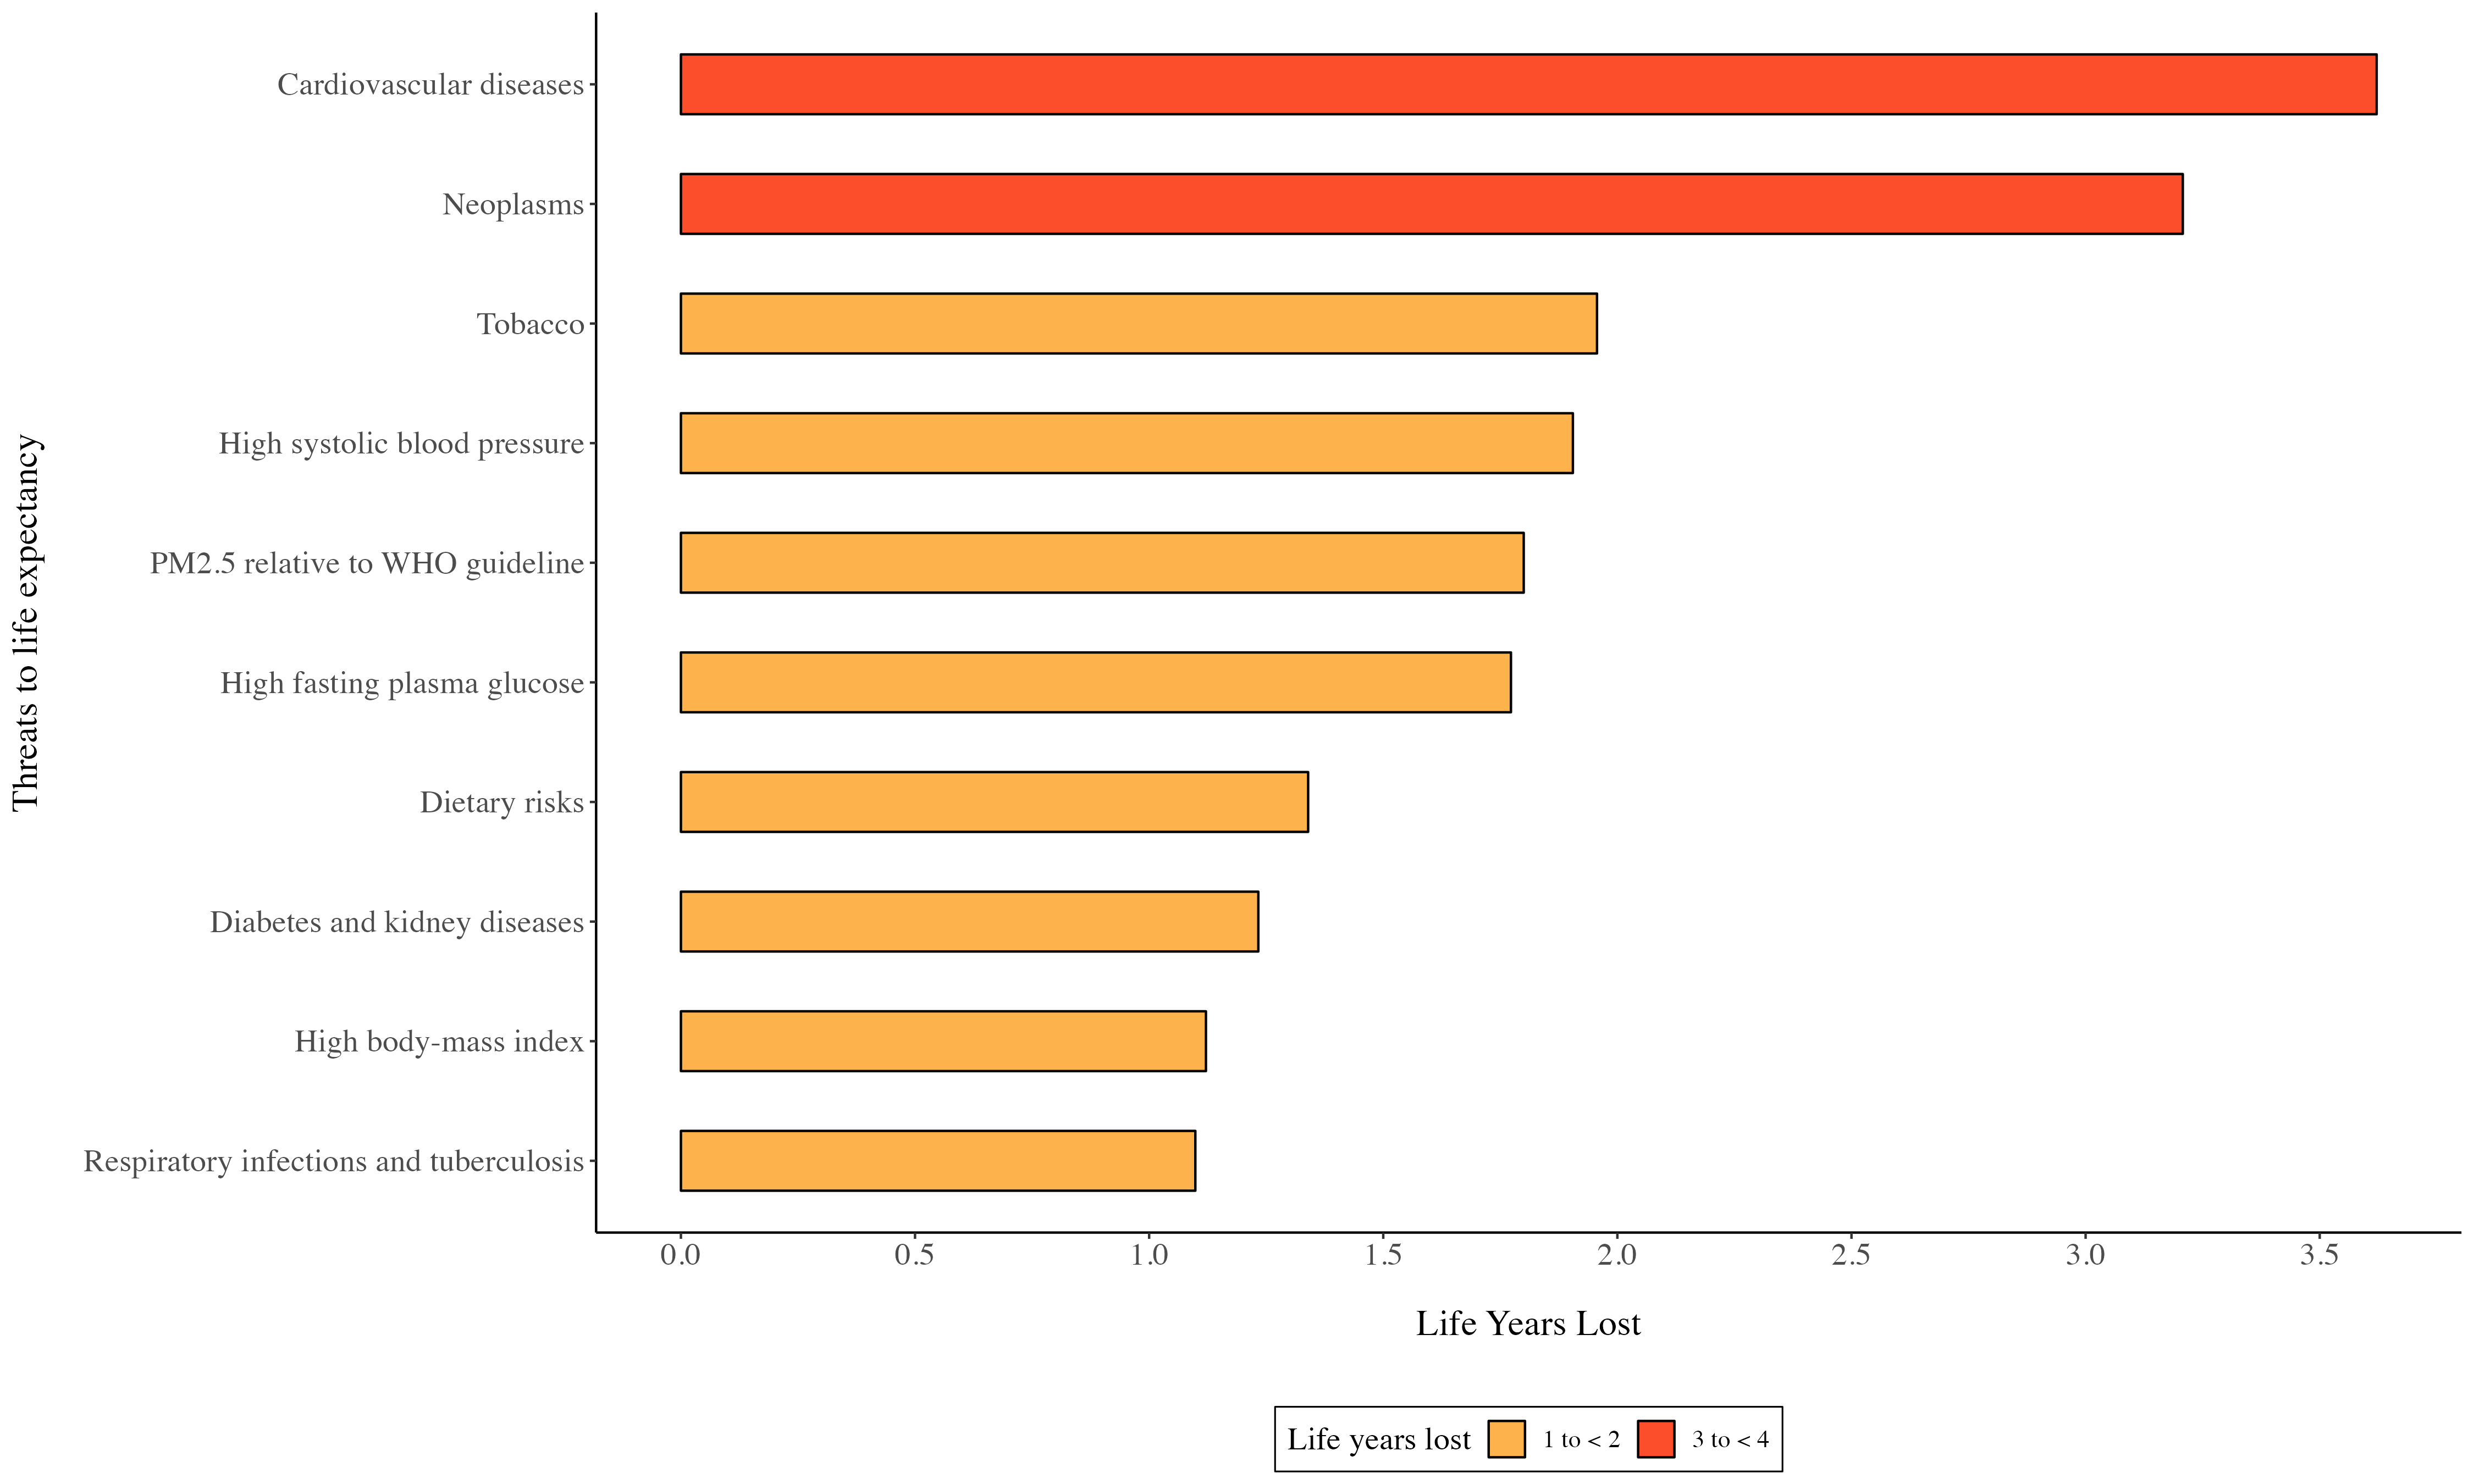 Threats to life expectancy
Cardiovascular diseases
Neoplasms
Tobacco
High systolic blood pressure
PM2.5 relative to WHO guideline
High fasting plasma glucose
Dietary risks
Diabetes and kidney diseases
High body-mass index
Respiratory infections and tuberculosis
0.0 0.5 1.0 1.5 2.0 2.5 3.0 3.5
Life Years Lost
Life years lost 1 to < 2 3 to < 4